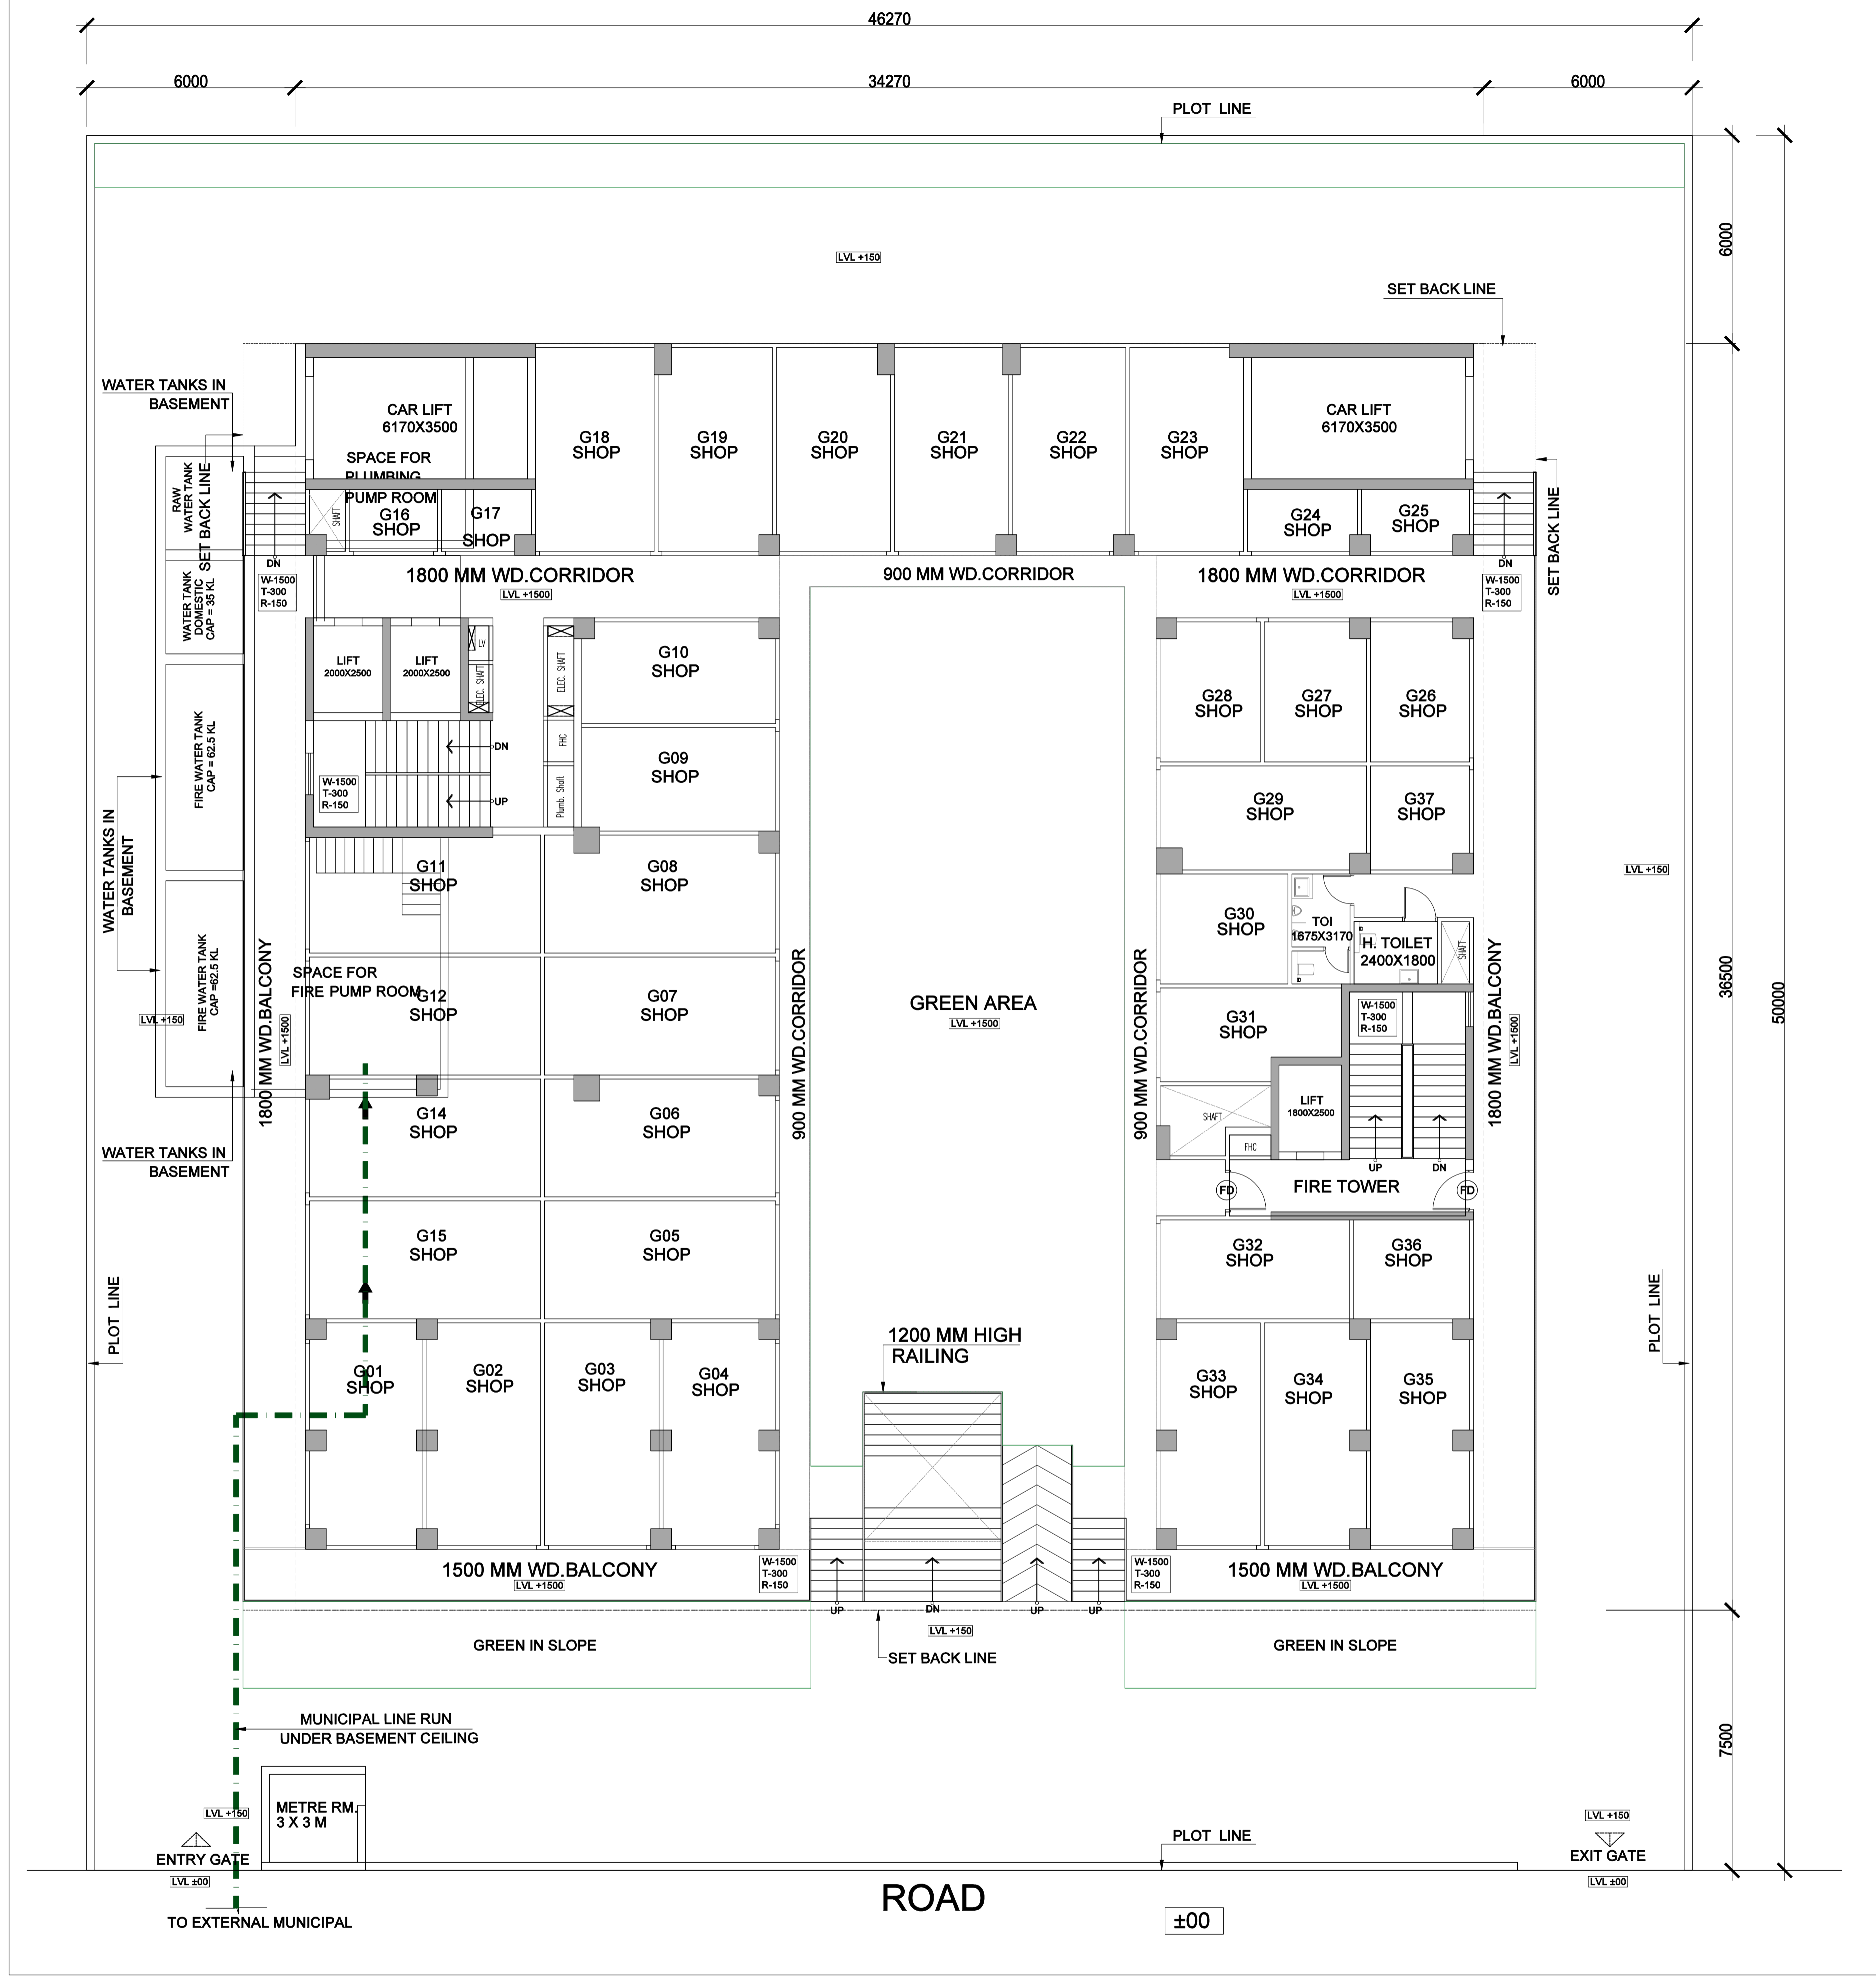 46270
6000
34270
6000
PLOT LINE
6000
LVL +150
SET BACK LINE
WATER TANKS IN
BASEMENT
CAR LIFT
6170X3500
SPACE FOR
PLUMBING
PUMP ROOM
G18
SHOP
G19
SHOP
G20
SHOP
G21
SHOP
G22
SHOP
G23
SHOP
CAR LIFT
6170X3500
RAW
WATER TANK
SET BACK LINE
SHAFT
G16
SHOP
G17
SHOP
G24
SHOP
G25
SHOP
SET BACK LINE
DN
W-1500
T-300
R-150
1800 MM WD.CORRIDOR
LVL +1500
900 MM WD.CORRIDOR
1800 MM WD.CORRIDOR
LVL +1500
DN
W-1500
T-300
R-150
WATER TANK
DOMESTIC
CAP = 35 KL
LIFT
2000X2500
LIFT
2000X2500
LV
ELEC. SHAFT
ELEC. SHAFT
FHC
Plumb. Shaft
G10
SHOP
G28
SHOP
G27
SHOP
G26
SHOP
FIRE WATER TANK
CAP = 62.5 KL
DN
UP
W-1500
T-300
R-150
G09
SHOP
G29
SHOP
G37
SHOP
WATER TANKS IN
BASEMENT
G11
SHOP
G08
SHOP
LVL +150
G30
SHOP
TOI
1675X3170
H. TOILET
2400X1800
SHAFT
FIRE WATER TANK
CAP =62.5 KL
LVL +150
1800 MM WD.BALCONY
LVL +1500
SPACE FOR
FIRE PUMP ROOM
G12
SHOP
G07
SHOP
900 MM WD.CORRIDOR
GREEN AREA
LVL +1500
900 MM WD.CORRIDOR
G31
SHOP
W-1500
T-300
R-150
1800 MM WD.BALCONY
LVL +1500
36500
50000
WATER TANKS IN
BASEMENT
G14
SHOP
G06
SHOP
SHAFT
FHC
LIFT
1800X2500
UP
DN
FD
FIRE TOWER
FD
G15
SHOP
G05
SHOP
G32
SHOP
G36
SHOP
PLOT LINE
PLOT LINE
1200 MM HIGH
RAILING
G01
SHOP
G02
SHOP
G03
SHOP
G04
SHOP
G33
SHOP
G34
SHOP
G35
SHOP
1500 MM WD.BALCONY
LVL +1500
W-1500
T-300
R-150
W-1500
T-300
R-150
1500 MM WD.BALCONY
LVL +1500
UP
DN
UP
UP
LVL +150
GREEN IN SLOPE
SET BACK LINE
GREEN IN SLOPE
MUNICIPAL LINE RUN
UNDER BASEMENT CEILING
7500
METRE RM.
3 X 3 M
LVL +150
ENTRY GATE
LVL ±00
TO EXTERNAL MUNICIPAL
PLOT LINE
LVL +150
EXIT GATE
LVL ±00
ROAD
±00